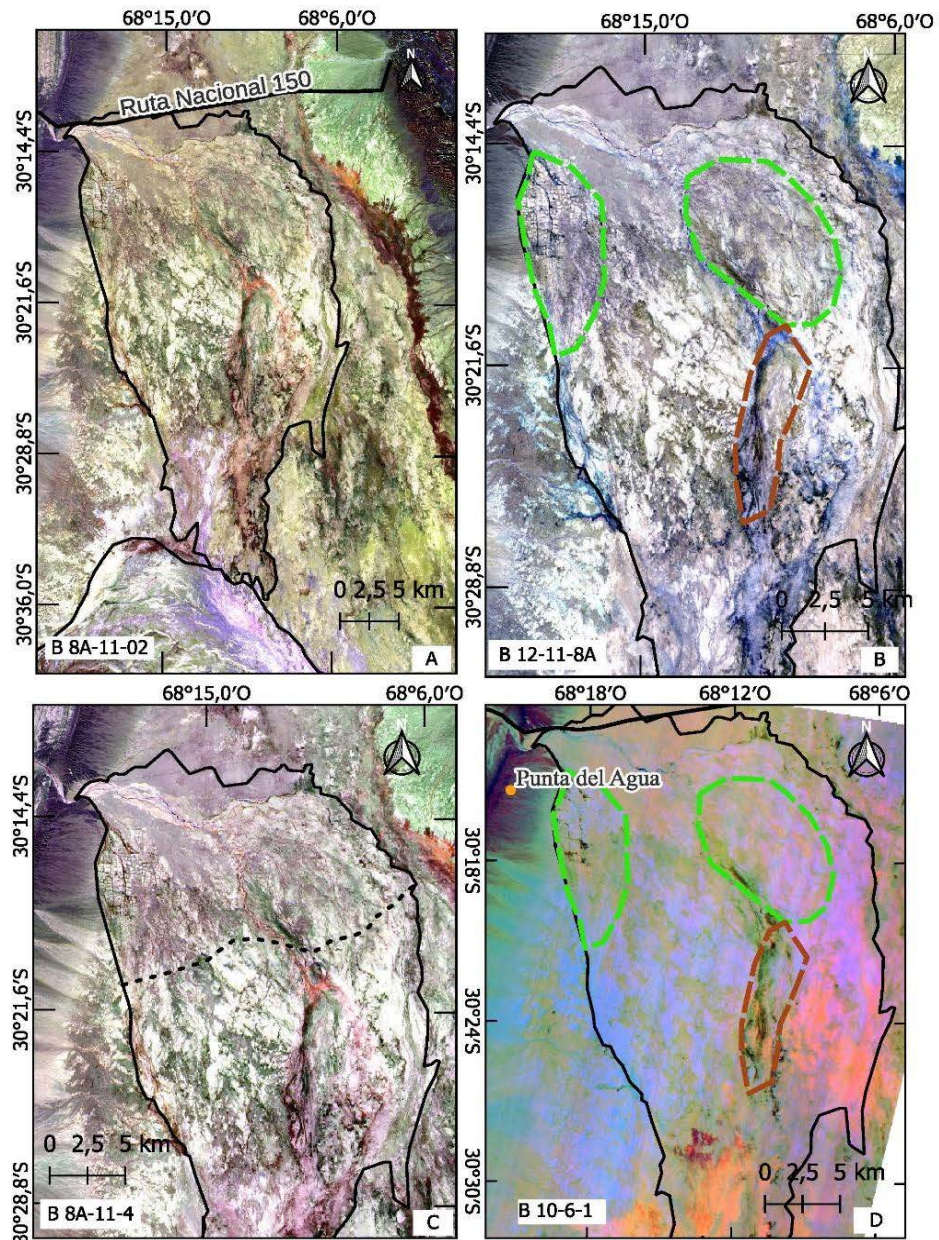 68°15,0'O 68°6,0'O
N
Ruta Nacional 150
30°14,4'S
30°21,6'S
30°28,8'S
30°36,0'S
0 2,5 5 km
B 8A-11-02
A
68°15,0'O 68°6,0'O
N
30°14,4'S
30°21,6'S
30°28,8'S
0 2,5 5 km
B 12-11-8A
B
68°15,0'O 68°6,0'O
N
30°14,4'S
30°21,6'S
30°28,8'S
0 2,5 5 km
B 8A-11-4
C
68°18'O 68°12'O 68°6'O
N
Punta del Agua
30°18'S
30°24'S
30°30'S
0 2,5 5 km
B 10-6-1
D